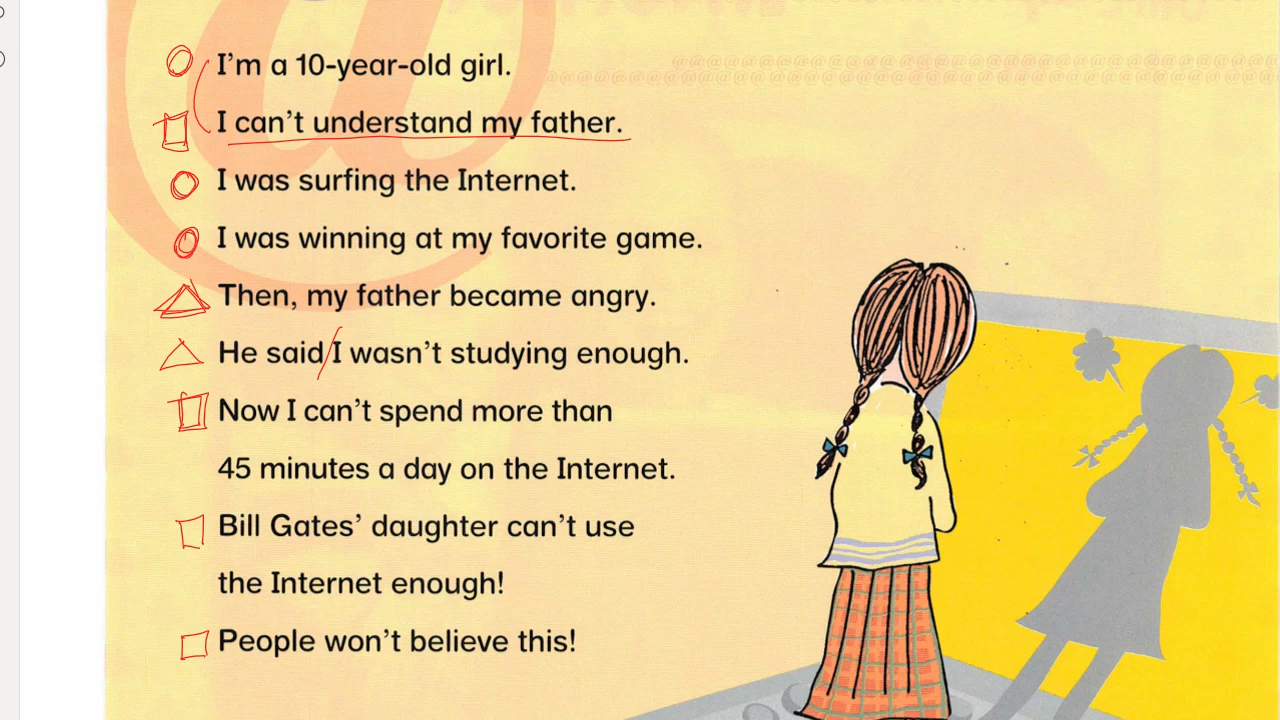 I'm a 10-year-old girl.
I can't understand my father.
I was surfing the Internet.
I was winning at my favorite game.
Then, my father became angry.
He said I wasn't studying enough.
Now I can't spend more than
45 minutes a day on the Internet.
Bill Gates' daughter can't use
the Internet enough!
People won't believe this!